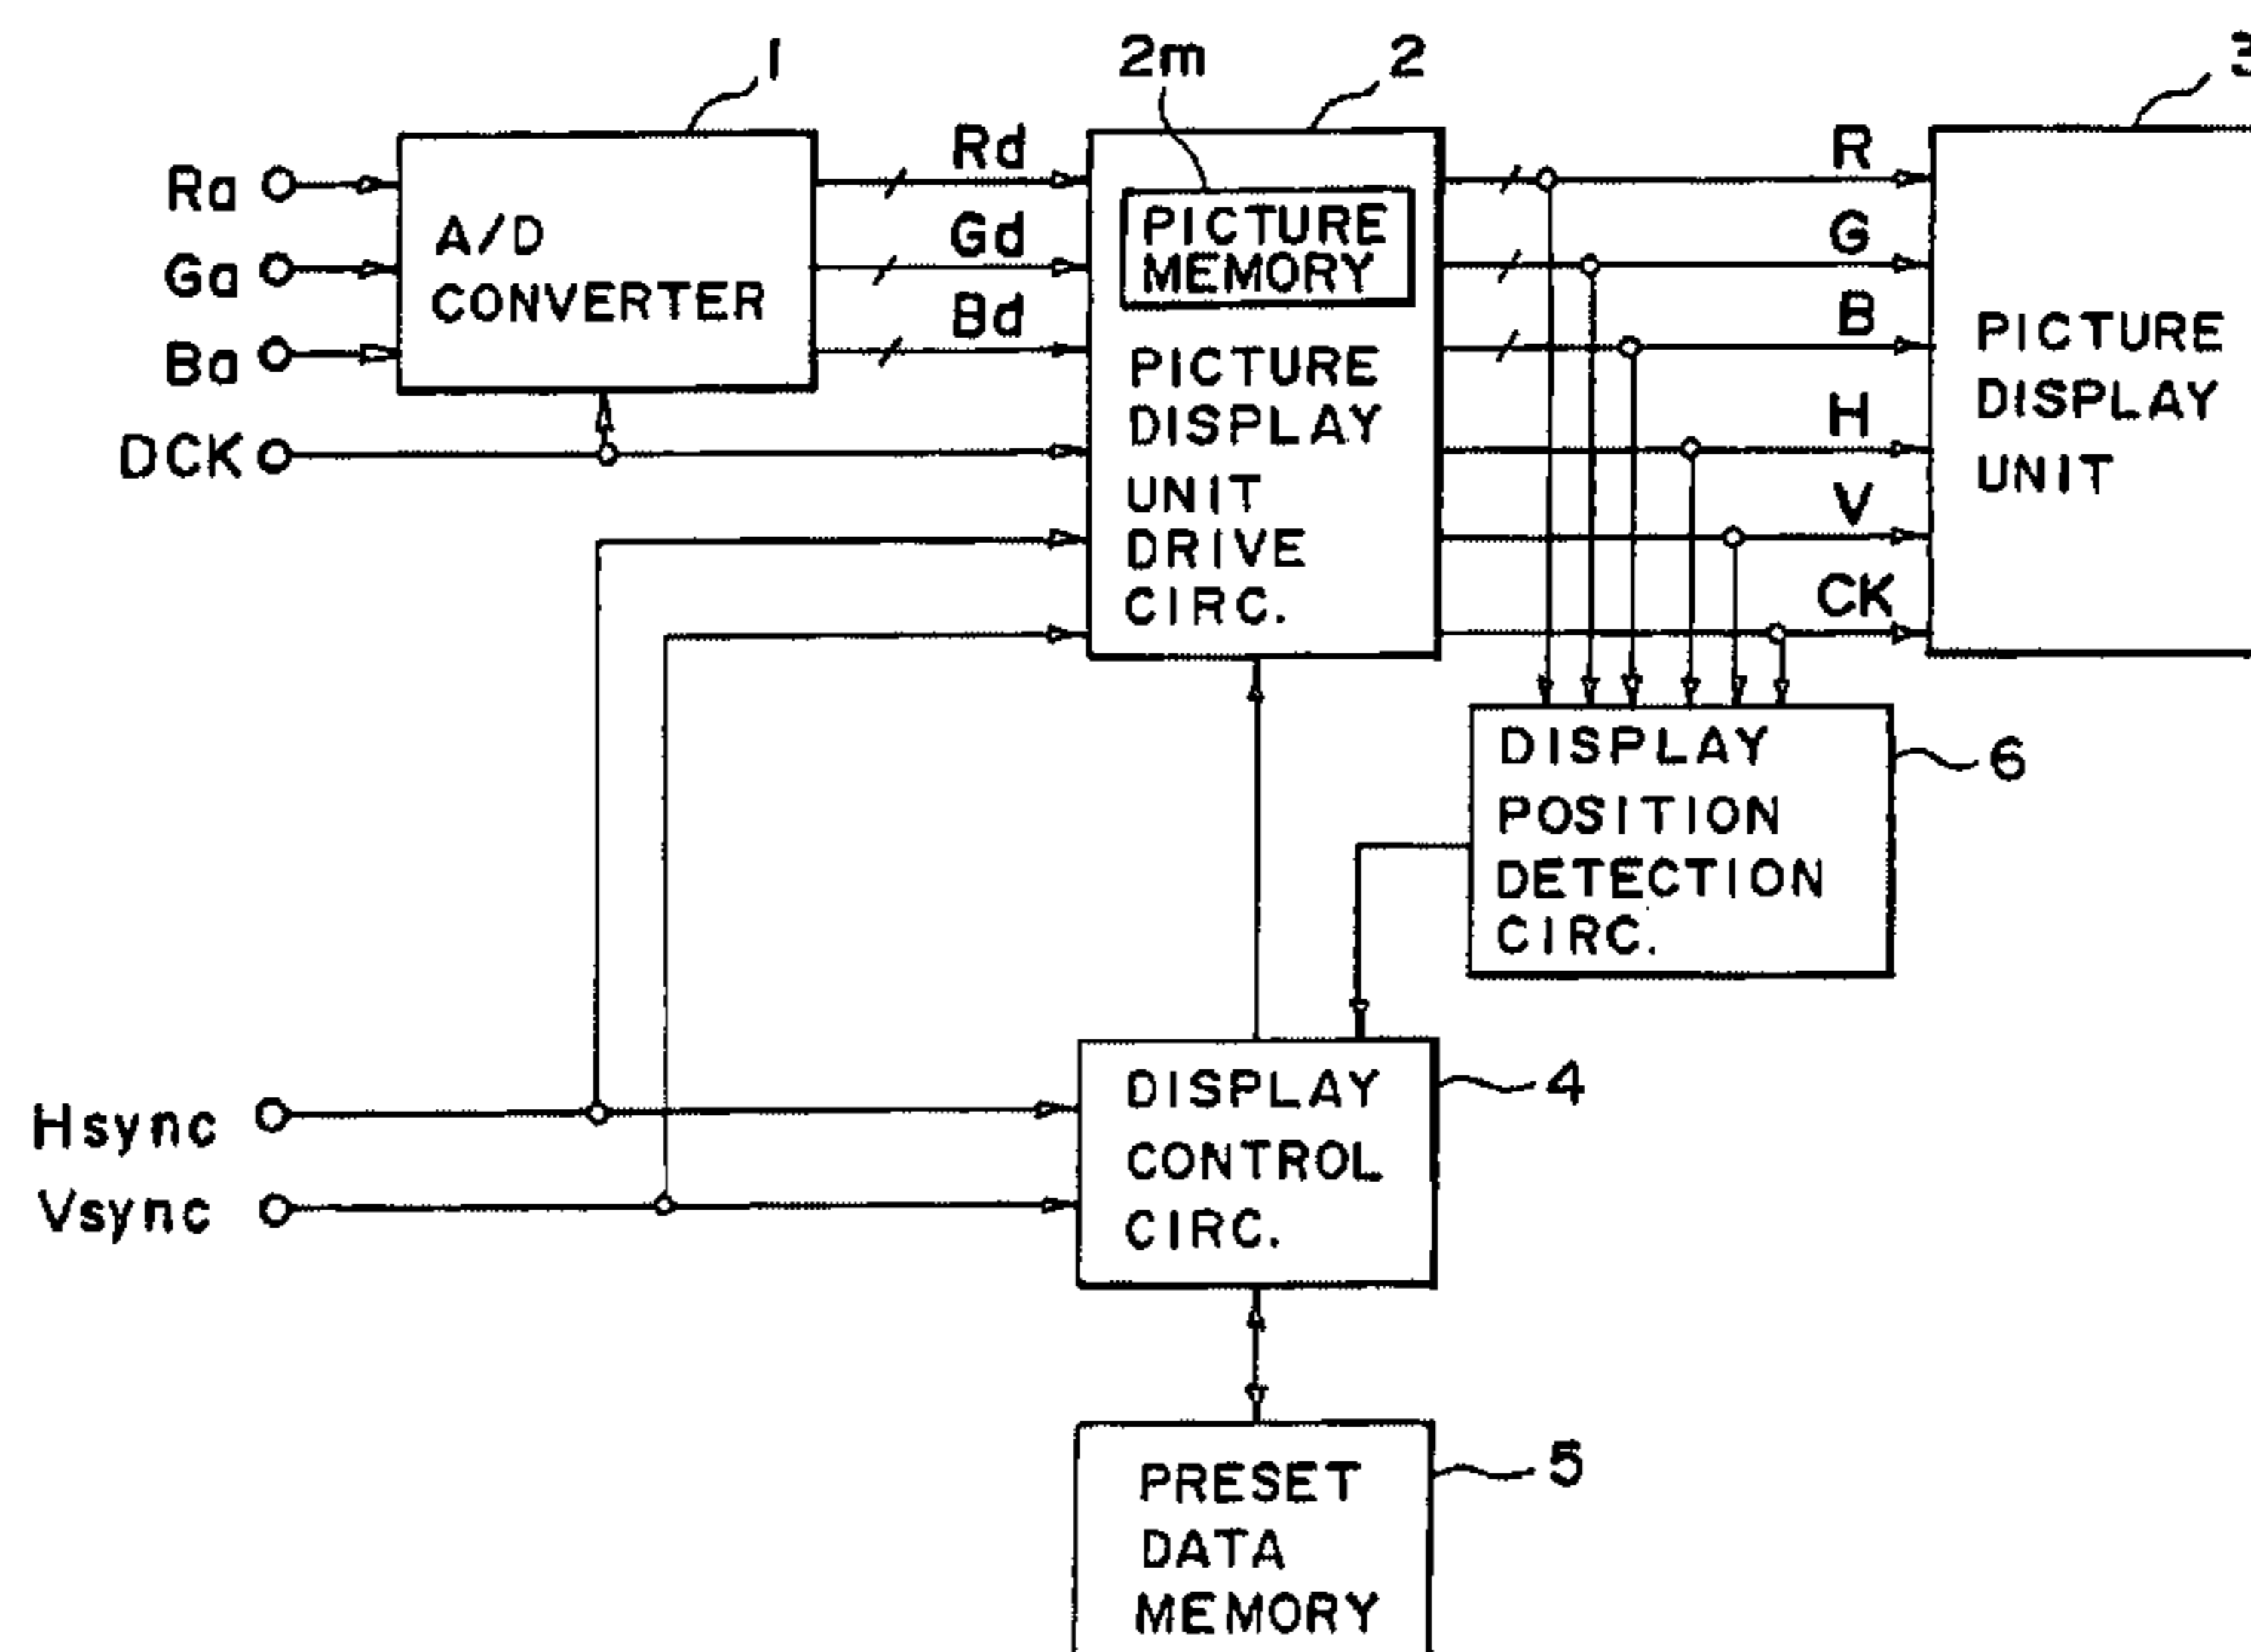 1
2m
2
3
Ra
Ga
Ba
DCK
A/D
CONVERTER
Rd
Gd
Bd
PICTURE
MEMORY
PICTURE
DISPLAY
UNIT
DRIVE
CIRC.
R
G
B
H
V
CK
PICTURE
DISPLAY
UNIT
DISPLAY
POSITION
DETECTION
CIRC.
6
Hsync
Vsync
DISPLAY
CONTROL
CIRC.
4
PRESET
DATA
MEMORY
5